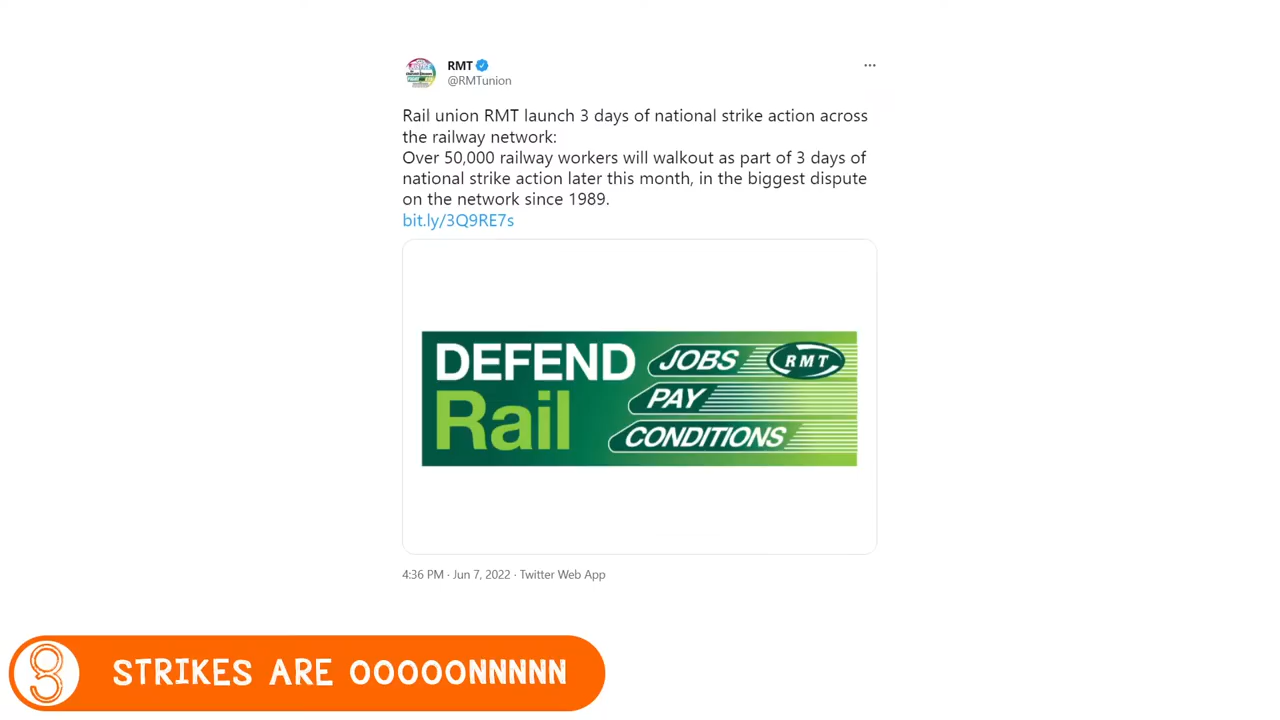 RMT
@RMTunion
Rail union RMT launch 3 days of national strike action across
the railway network:
Over 50,000 railway workers will walkout as part of 3 days of
national strike action later this month, in the biggest dispute
on the network since 1989.
bit.ly/3Q9RE7s
DEFEND
Rail
JOBS
RMT
PAY
CONDITIONS
4:36 PM · Jun 7, 2022 · Twitter Web App
STRIKES ARE OOOOONNNNN